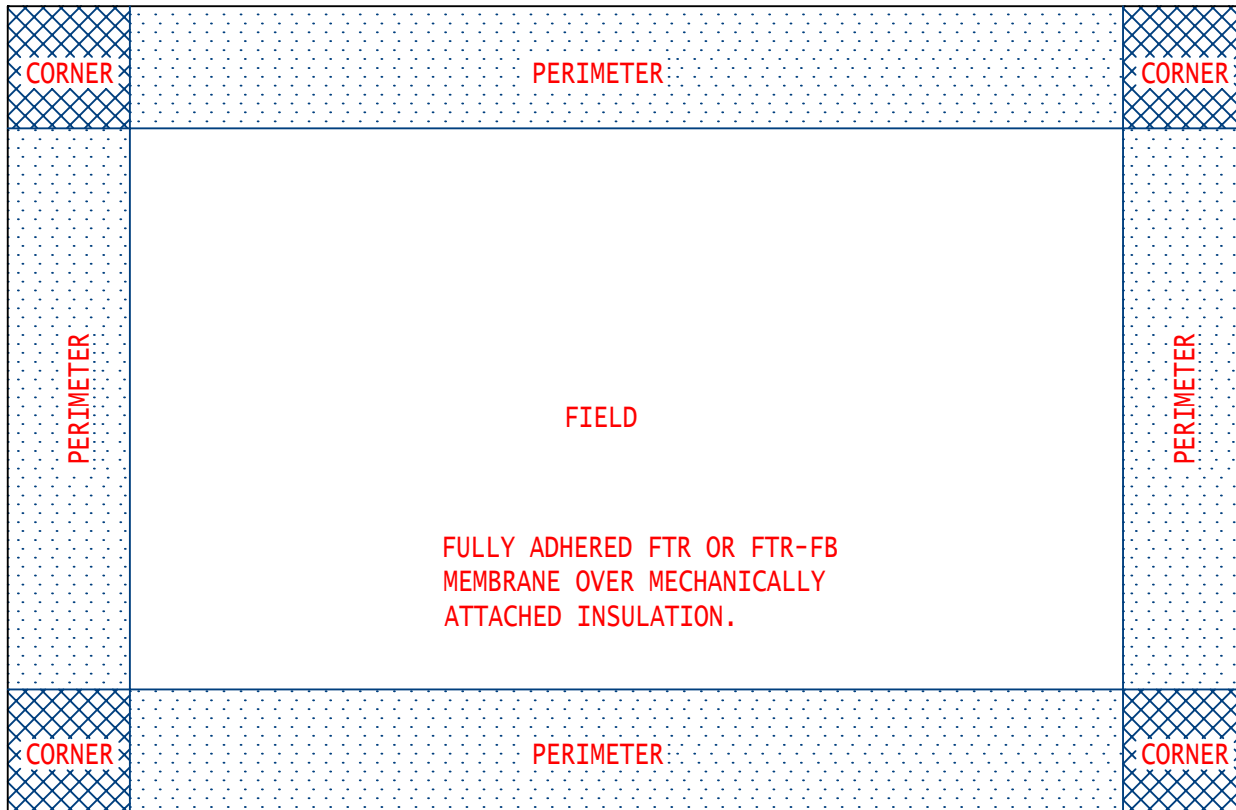 CORNER
PERIMETER
CORNER
PERIMETER
PERIMETER
FIELD
FULLY ADHERED FTR OR FTR-FB
MEMBRANE OVER MECHANICALLY
ATTACHED INSULATION.
CORNER
PERIMETER
CORNER